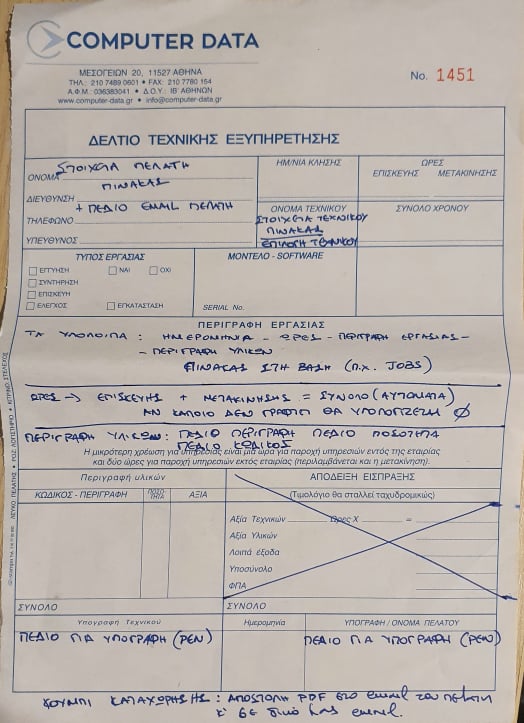 COMPUTER DATA
ΜΕΣΟΓΕΙΩΝ 20, 11527 ΑΘΗΝΑ
ΤΗΛ.: 210 7489 0601 • FAX: 210 7780 154
Α.Φ.Μ.: 036383041 • Δ.Ο.Υ.: ΙΒ' ΑΘΗΝΩΝ
www.computer-data.gr • info@computer-data.gr
No. 1451
ΔΕΛΤΙΟ ΤΕΧΝΙΚΗΣ ΕΞΥΠΗΡΕΤΗΣΗΣ
ΣΤΟΙΧΕΙΑ ΠΕΛΑΤΗ
ΟΝΟΜΑ
ΠΙΝΑΚΑΣ
ΔΙΕΥΘΥΝΣΗ
+ ΠΕΔΙΟ EMAIL ΠΕΛΑΤΗ
ΤΗΛΕΦΩΝΟ
ΥΠΕΥΘΥΝΟΣ
ΗΜ/ΝΙΑ ΚΛΗΣΗΣ
ΩΡΕΣ
ΕΠΙΣΚΕΥΗΣ ΜΕΤΑΚΙΝΗΣΗΣ
ΟΝΟΜΑ ΤΕΧΝΙΚΟΥ
ΣΤΟΙΧΕΙΑ ΤΕΧΝΙΚΟΥ
ΠΙΝΑΚΑΣ
ΕΠΙΛΟΓΗ ΤΕΧΝΙΚΟΥ
ΣΥΝΟΛΟ ΧΡΟΝΟΥ
ΤΥΠΟΣ ΕΡΓΑΣΙΑΣ
ΕΓΓΥΗΣΗ ΝΑΙ ΟΧΙ
ΣΥΝΤΗΡΗΣΗ
ΕΠΙΣΚΕΥΗ
ΕΛΕΓΧΟΣ ΕΓΚΑΤΑΣΤΑΣΗ
ΜΟΝΤΕΛΟ - SOFTWARE
SERIAL No.
ΠΕΡΙΓΡΑΦΗ ΕΡΓΑΣΙΑΣ
ΤΑ ΥΠΟΛΟΙΠΑ : ΗΜΕΡΟΜΗΝΙΑ - ΩΡΕΣ - ΠΕΡΙΓΡΑΦΗ ΕΡΓΑΣΙΑΣ -
- ΠΕΡΙΓΡΑΦΗ ΥΛΙΚΩΝ
ΠΙΝΑΚΑΣ ΣΤΗ ΒΑΣΗ (Π.Χ. JOBS)
ΩΡΕΣ → ΕΠΙΣΚΕΥΗΣ + ΜΕΤΑΚΙΝΗΣΗΣ = ΣΥΝΟΛΟ (ΑΥΤΟΜΑΤΑ)
ΑΝ ΚΑΠΟΙΟ ΔΕΝ ΓΡΑΦΤΗ ΘΑ ΥΠΟΛΟΓΙΖΕΤΑΙ 0
ΠΕΡΙΓΡΑΦΗ ΥΛΙΚΩΝ: ΠΕΔΙΟ ΠΕΡΙΓΡΑΦΗ ΠΕΔΙΟ ΠΟΣΟΤΗΤΑ
ΠΕΔΙΟ ΚΩΔΙΚΟΣ
Η μικρότερη χρέωση για υπηρεσίες είναι μία ώρα για παροχή υπηρεσιών εντός της εταιρίας
και δύο ώρες για παροχή υπηρεσιών εκτός εταιρίας (περιλαμβάνεται και η μετακίνηση).
Περιγραφή υλικών
ΚΩΔΙΚΟΣ - ΠΕΡΙΓΡΑΦΗ ΑΞΙΑ
ΑΠΟΔΕΙΞΗ ΕΙΣΠΡΑΞΗΣ
(Τιμολόγιο θα σταλλεί ταχυδρομικώς)
Αξία Τεχνικών Ώρες Χ =
Αξία Υλικών
Λοιπά έξοδα
Υποσύνολο
ΦΠΑ
ΣΥΝΟΛΟ ΣΥΝΟΛΟ
Υπογραφή Τεχνικού Ημερομηνία ΥΠΟΓΡΑΦΗ / ΟΝΟΜΑ ΠΕΛΑΤΟΥ
ΠΕΔΙΟ ΓΙΑ ΥΠΟΓΡΑΦΗ (PEN) ΠΕΔΙΟ ΓΙΑ ΥΠΟΓΡΑΦΗ (PEN)
ΚΟΥΜΠΙ ΚΑΤΑΧΩΡΗΣΗΣ : ΑΠΟΣΤΟΛΗ PDF στο email του πελάτη
κ' σε δικό μας email